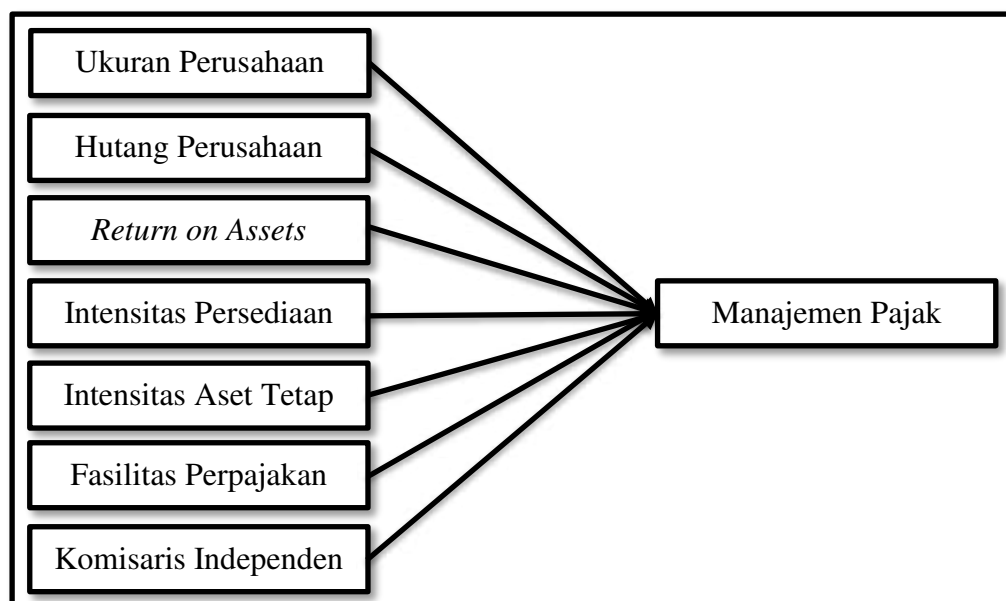 Ukuran Perusahaan
Hutang Perusahaan
Return on Assets
Intensitas Persediaan
Manajemen Pajak
Intensitas Aset Tetap
Fasilitas Perpajakan
Komisaris Independen